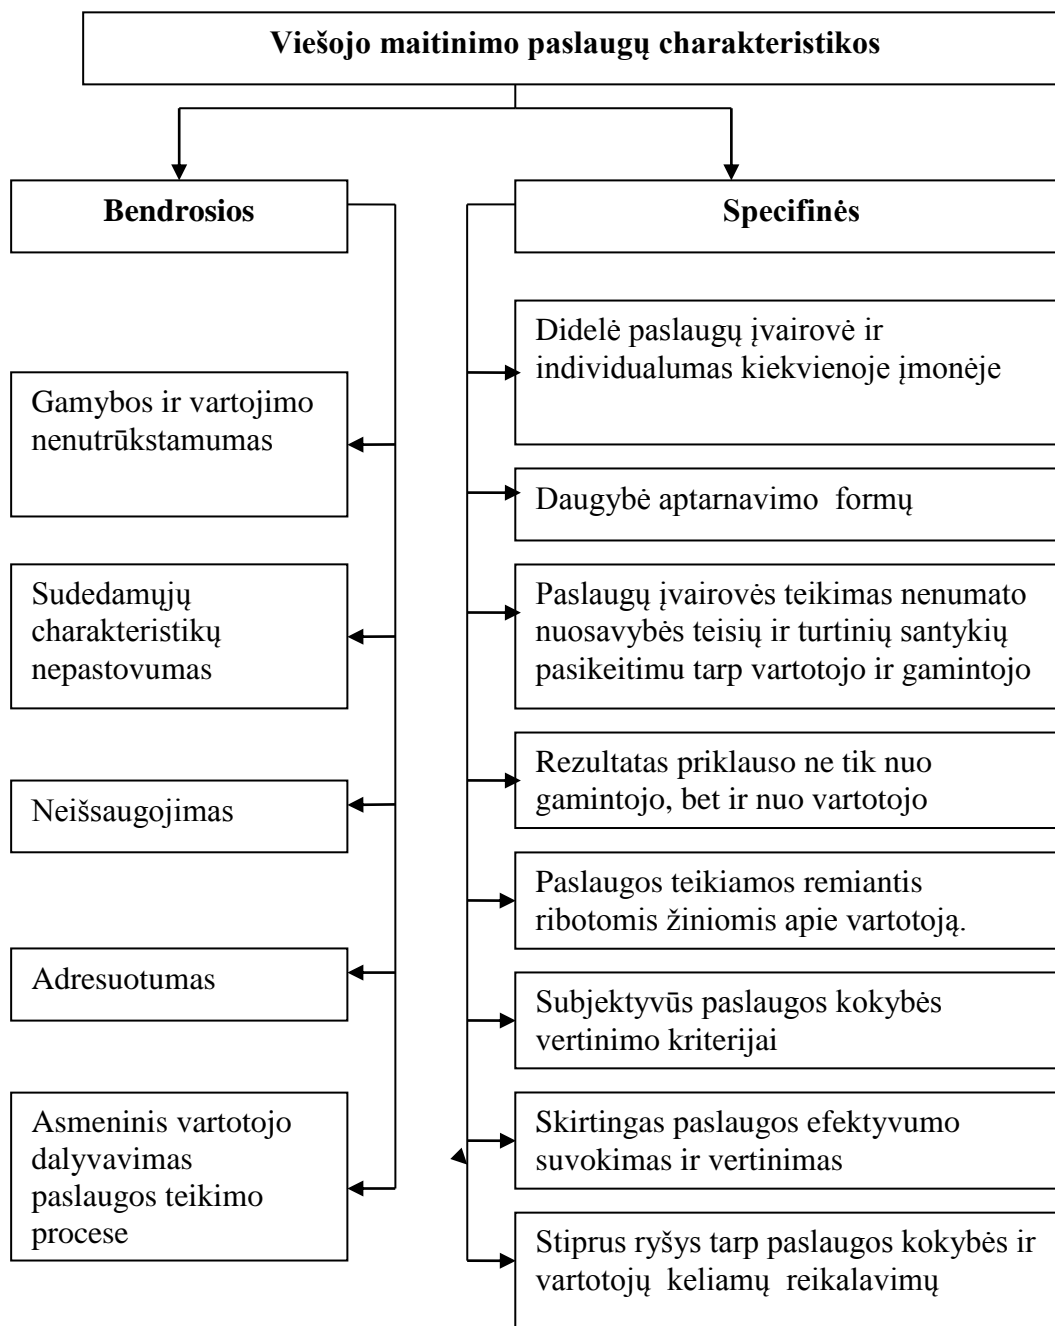 Viešojo maitinimo paslaugų charakteristikos
Bendrosios
Gamybos ir vartojimo
nenutrūkstamumas
Sudedamųjų
charakteristikų
nepastovumas
Neišsaugojimas
Adresuotumas
Asmeninis vartotojo
dalyvavimas
paslaugos teikimo
procese
Specifinės
Didelė paslaugų įvairovė ir
individualumas kiekvienoje įmonėje
Daugybė aptarnavimo formų
Paslaugų įvairovės teikimas nenumato
nuosavybės teisių ir turtinių santykių
pasikeitimu tarp vartotojo ir gamintojo
Rezultatas priklauso ne tik nuo
gamintojo, bet ir nuo vartotojo
Paslaugos teikiamos remiantis
ribotomis žiniomis apie vartotoją.
Subjektyvūs paslaugos kokybės
vertinimo kriterijai
Skirtingas paslaugos efektyvumo
suvokimas ir vertinimas
Stiprus ryšys tarp paslaugos kokybės ir
vartotojų keliamų reikalavimų